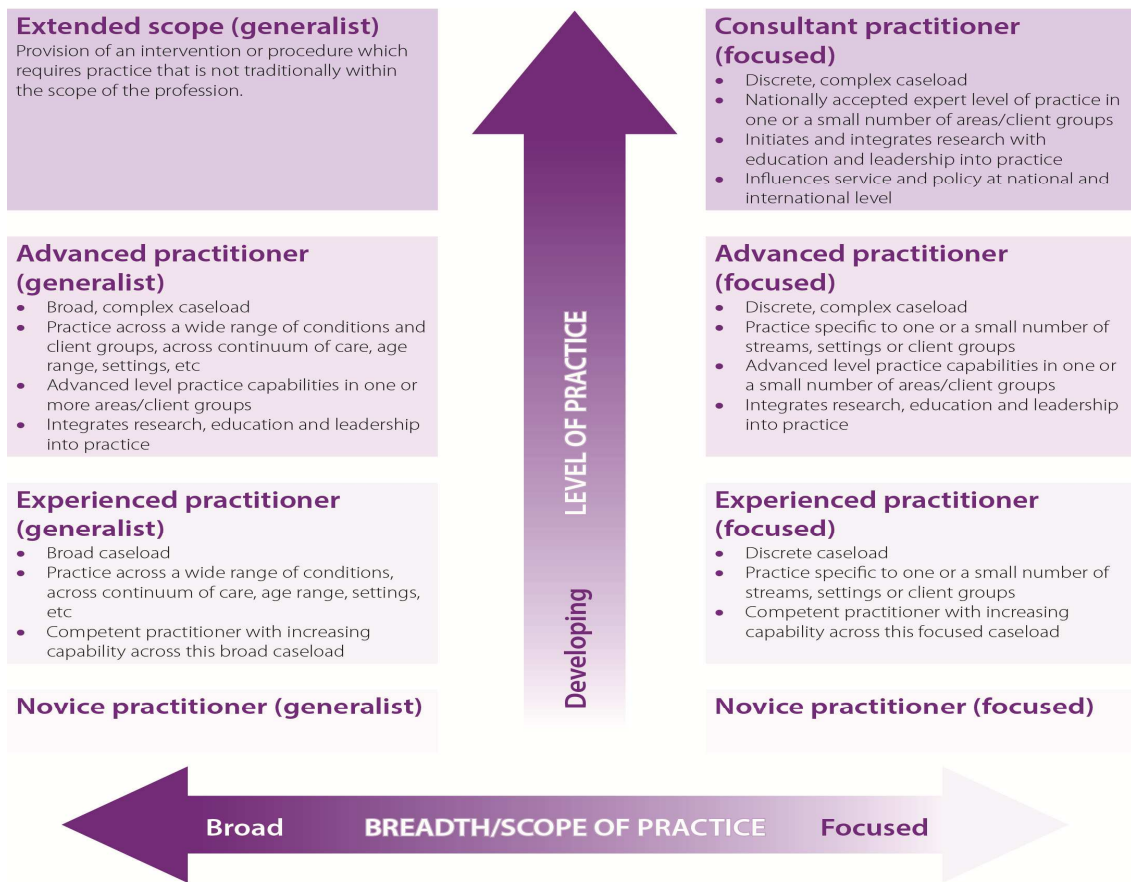 Extended scope (generalist)
Provision of an intervention or procedure which
requires practice that is not traditionally within
the scope of the profession.
Consultant practitioner
(focused)
• Discrete, complex caseload
• Nationally accepted expert level of practice in
one or a small number of areas/client groups
• Initiates and integrates research with
education and leadership into practice
• Influences service and policy at national and
international level
Advanced practitioner
(generalist)
• Broad, complex caseload
• Practice across a wide range of conditions and
client groups, across continuum of care, age
range, settings, etc
• Advanced level practice capabilities in one or
more areas/client groups
• Integrates research, education and leadership
into practice
Advanced practitioner
(focused)
• Discrete, complex caseload
• Practice specific to one or a small number of
streams, settings or client groups
• Advanced level practice capabilities in one or
a small number of areas/client groups
• Integrates research, education and leadership
into practice
Experienced practitioner
(generalist)
• Broad caseload
• Practice across a wide range of conditions,
across continuum of care, age range, settings,
etc
• Competent practitioner with increasing
capability across this broad caseload
Experienced practitioner
(focused)
• Discrete caseload
• Practice specific to one or a small number of
streams, settings or client groups
• Competent practitioner with increasing
capability across this focused caseload
Novice practitioner (generalist)
Novice practitioner (focused)
Developing LEVEL OF PRACTICE
Broad BREADTH/SCOPE OF PRACTICE Focused